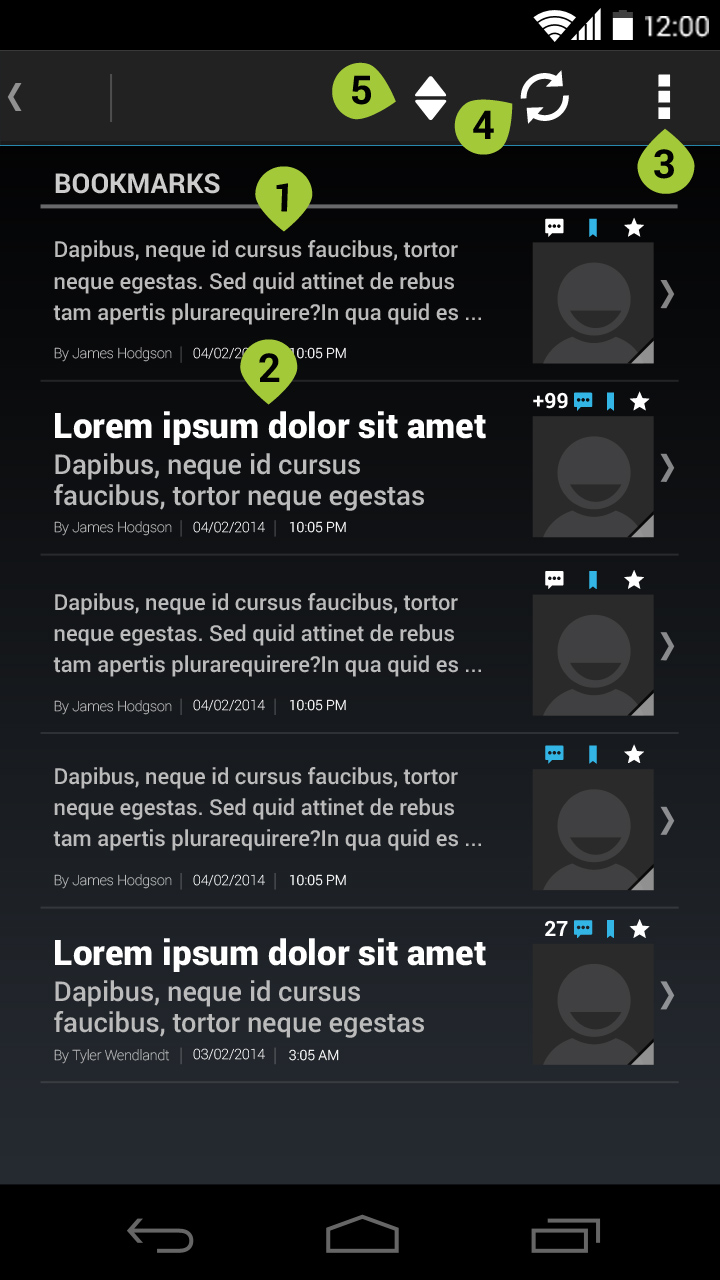 12:00
5
4
3
BOOKMARKS
1
Dapibus, neque id cursus faucibus, tortor
neque egestas. Sed quid attinet de rebus
tam apertis plurarequirere?In qua quid es ...
By James Hodgson | 04/02/20 10:05 PM
2
+99
Lorem ipsum dolor sit amet
Dapibus, neque id cursus
faucibus, tortor neque egestas
By James Hodgson | 04/02/2014 | 10:05 PM
Dapibus, neque id cursus faucibus, tortor
neque egestas. Sed quid attinet de rebus
tam apertis plurarequirere?In qua quid es ...
By James Hodgson | 04/02/2014 | 10:05 PM
Dapibus, neque id cursus faucibus, tortor
neque egestas. Sed quid attinet de rebus
tam apertis plurarequirere?In qua quid es ...
By James Hodgson | 04/02/2014 | 10:05 PM
27
Lorem ipsum dolor sit amet
Dapibus, neque id cursus
faucibus, tortor neque egestas
By Tyler Wendlandt | 03/02/2014 | 3:05 AM